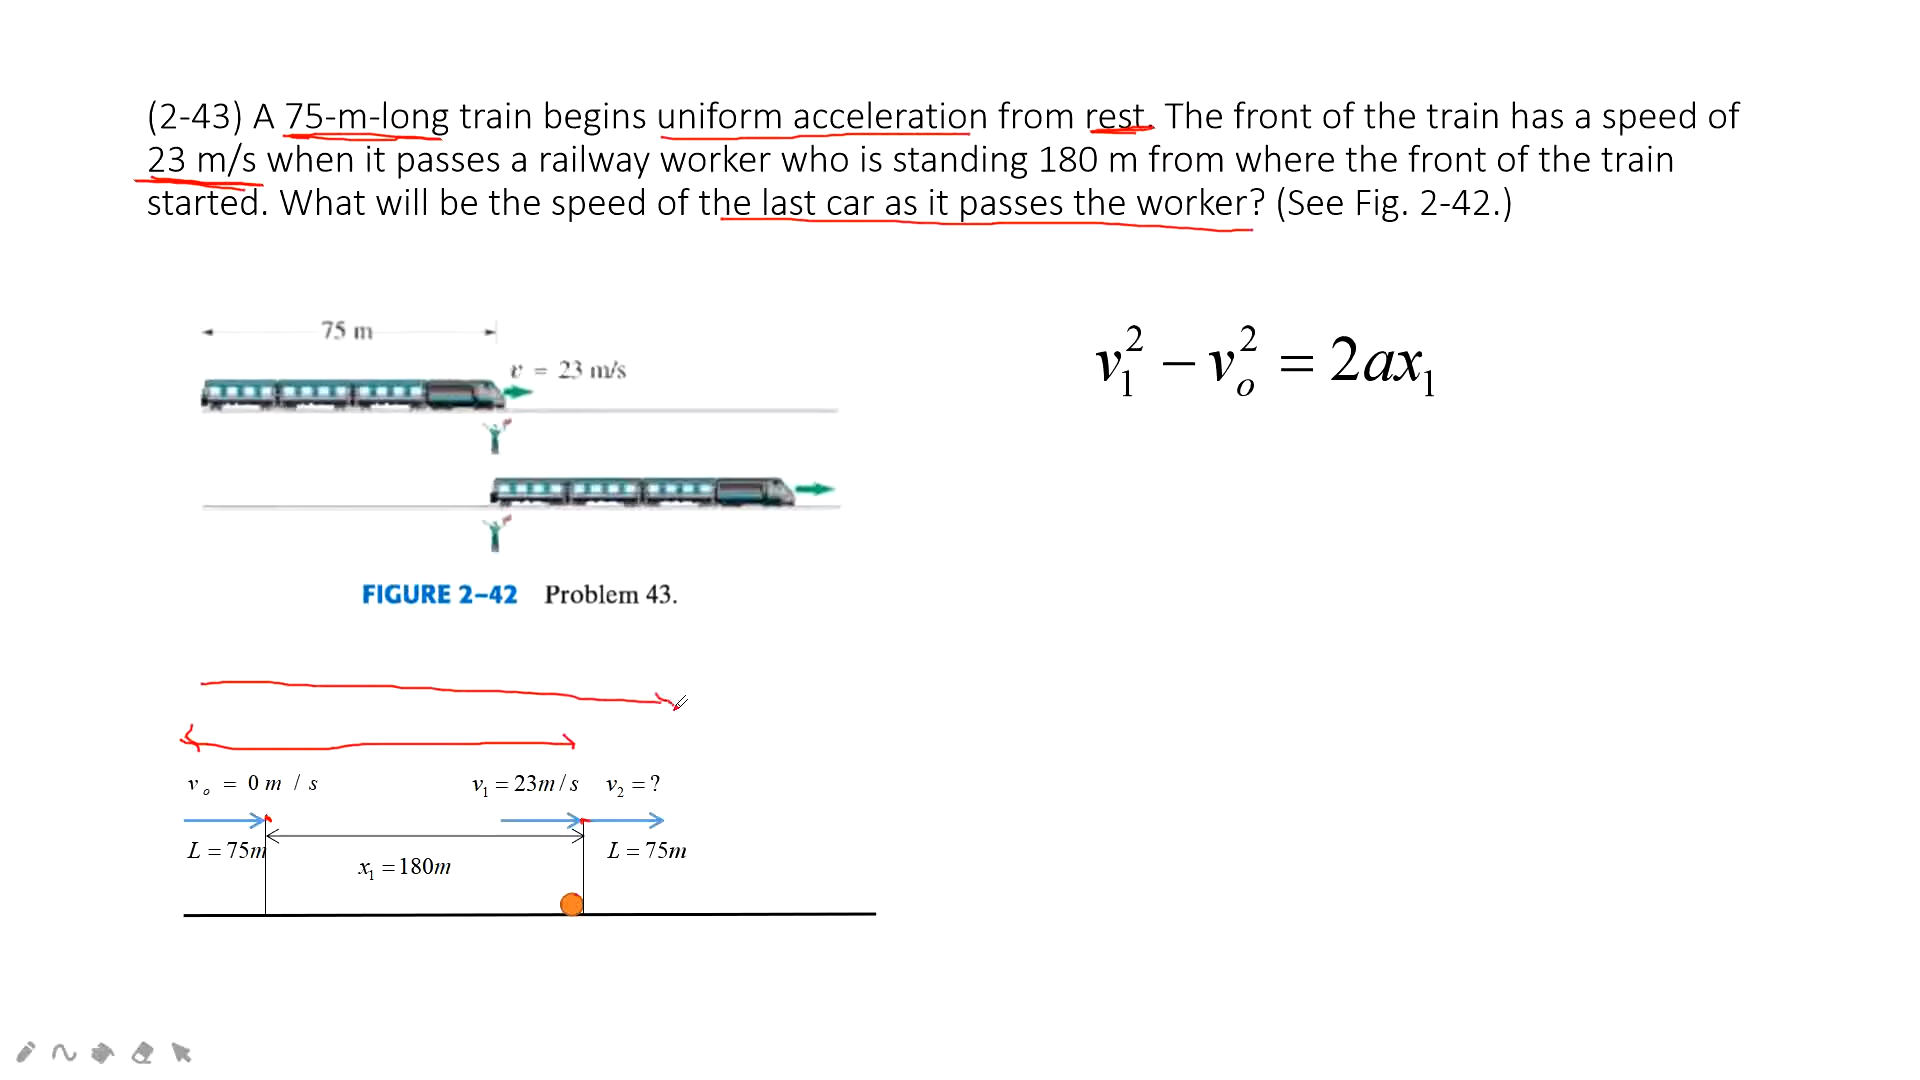 (2-43) A 75-m-long train begins uniform acceleration from rest. The front of the train has a speed of
23 m/s when it passes a railway worker who is standing 180 m from where the front of the train
started. What will be the speed of the last car as it passes the worker? (See Fig. 2-42.)
75 m
v = 23 m/s
v₁² − vₒ² = 2ax₁
FIGURE 2–42 Problem 43.
vₒ = 0 m / s
v₁ = 23m / s
v₂ = ?
L = 75m
x₁ = 180m
L = 75m